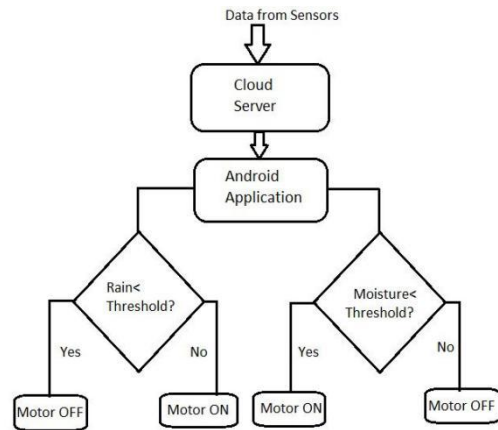 Data from Sensors
Cloud
Server
Android
Application
Rain<
Threshold?
Moisture<
Threshold?
Yes
No
Yes
No
Motor OFF
Motor ON
Motor ON
Motor OFF